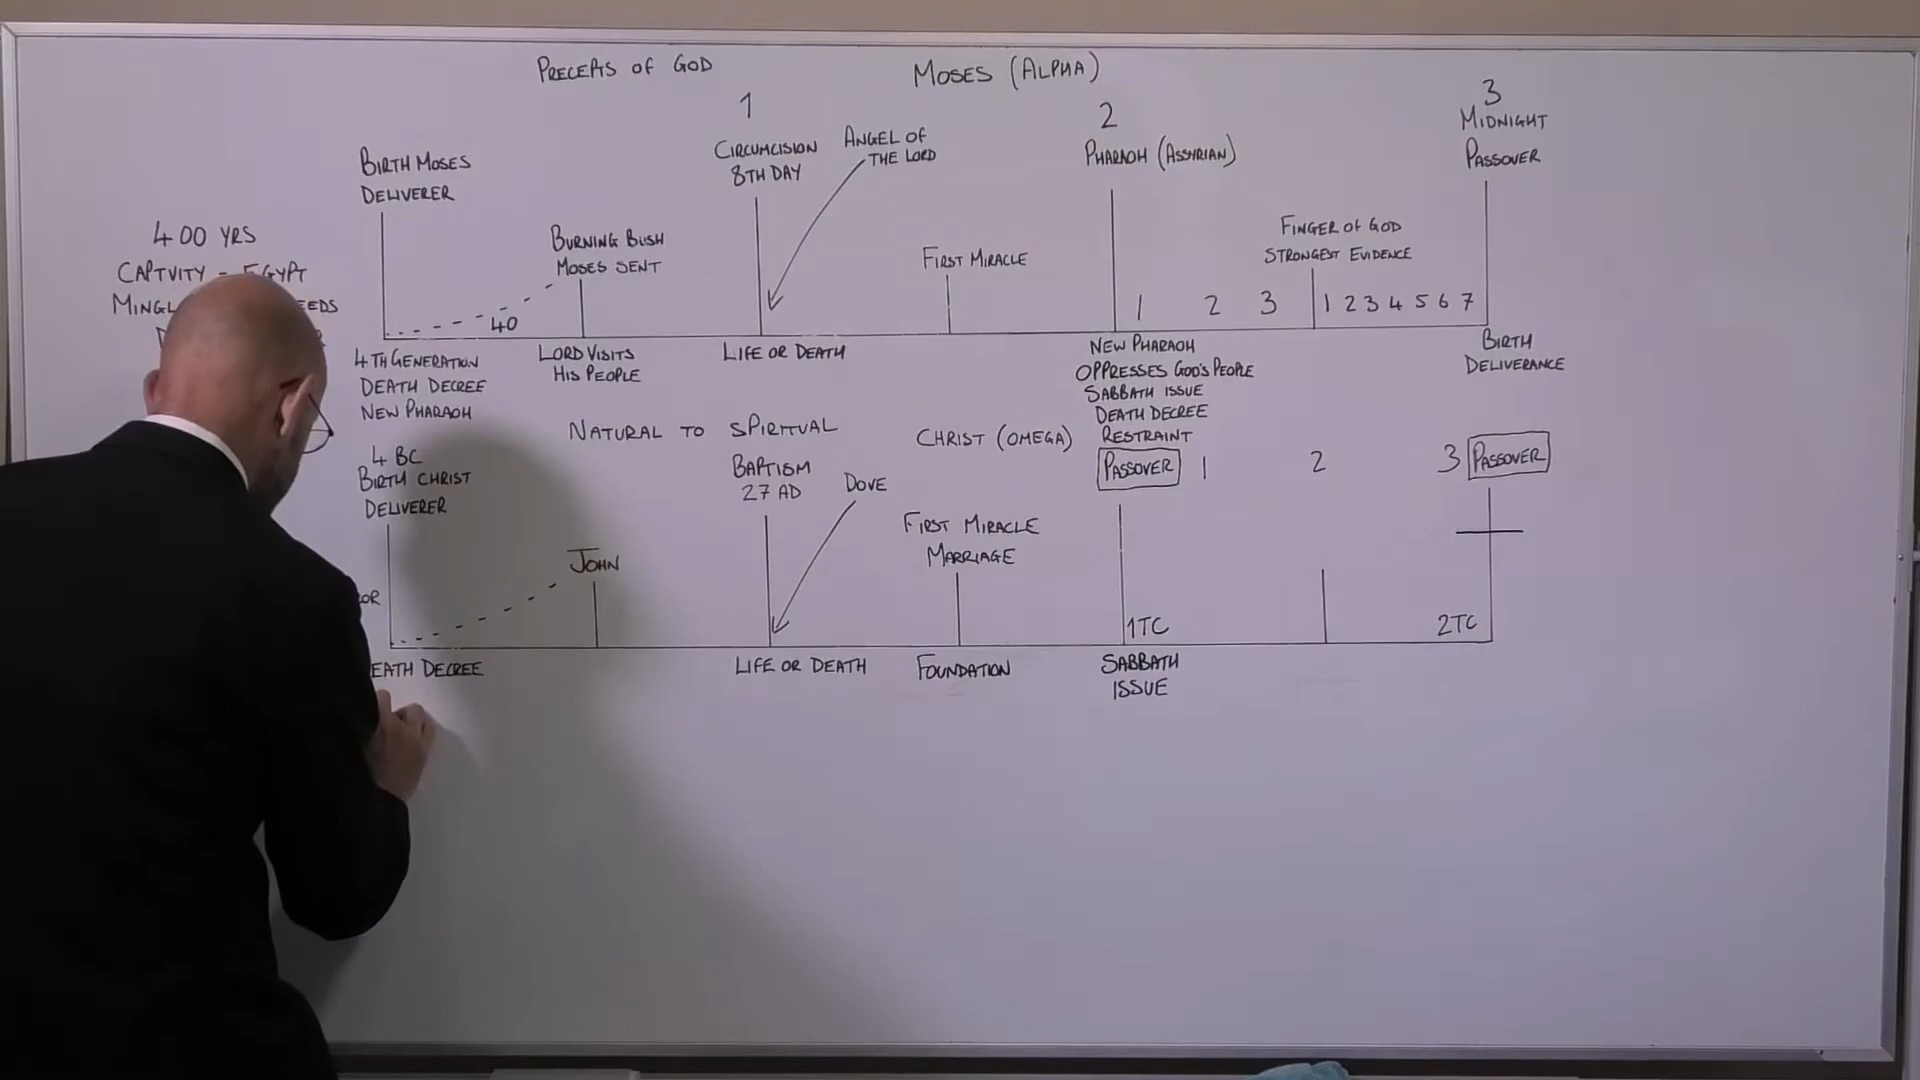 PRECEPTS OF GOD
MOSES (ALPHA)
400 YRS
CAPTVITY - EGYPT
BIRTH MOSES
DELIVERER
40
BURNING BUSH
MOSES SENT
1
CIRCUMCISION
8TH DAY
ANGEL OF
THE LORD
FIRST MIRACLE
2
PHARAOH (ASSYRIAN)
1 2 3
FINGER OF GOD
STRONGEST EVIDENCE
1 2 3 4 5 6 7
3
MIDNIGHT
PASSOVER
4TH GENERATION
DEATH DECREE
NEW PHARAOH
LORD VISITS
HIS PEOPLE
LIFE OR DEATH
NEW PHARAOH
OPPRESSES GOD'S PEOPLE
SABBATH ISSUE
DEATH DECREE
RESTRAINT
BIRTH
DELIVERANCE
NATURAL TO SPIRITUAL
CHRIST (OMEGA)
4 BC
BIRTH CHRIST
DELIVERER
JOHN
BAPTISM
27 AD
DOVE
FIRST MIRACLE
MARRIAGE
PASSOVER 1 2 3 PASSOVER
1TC
2TC
EATH DECREE
LIFE OR DEATH
FOUNDATION
SABBATH
ISSUE